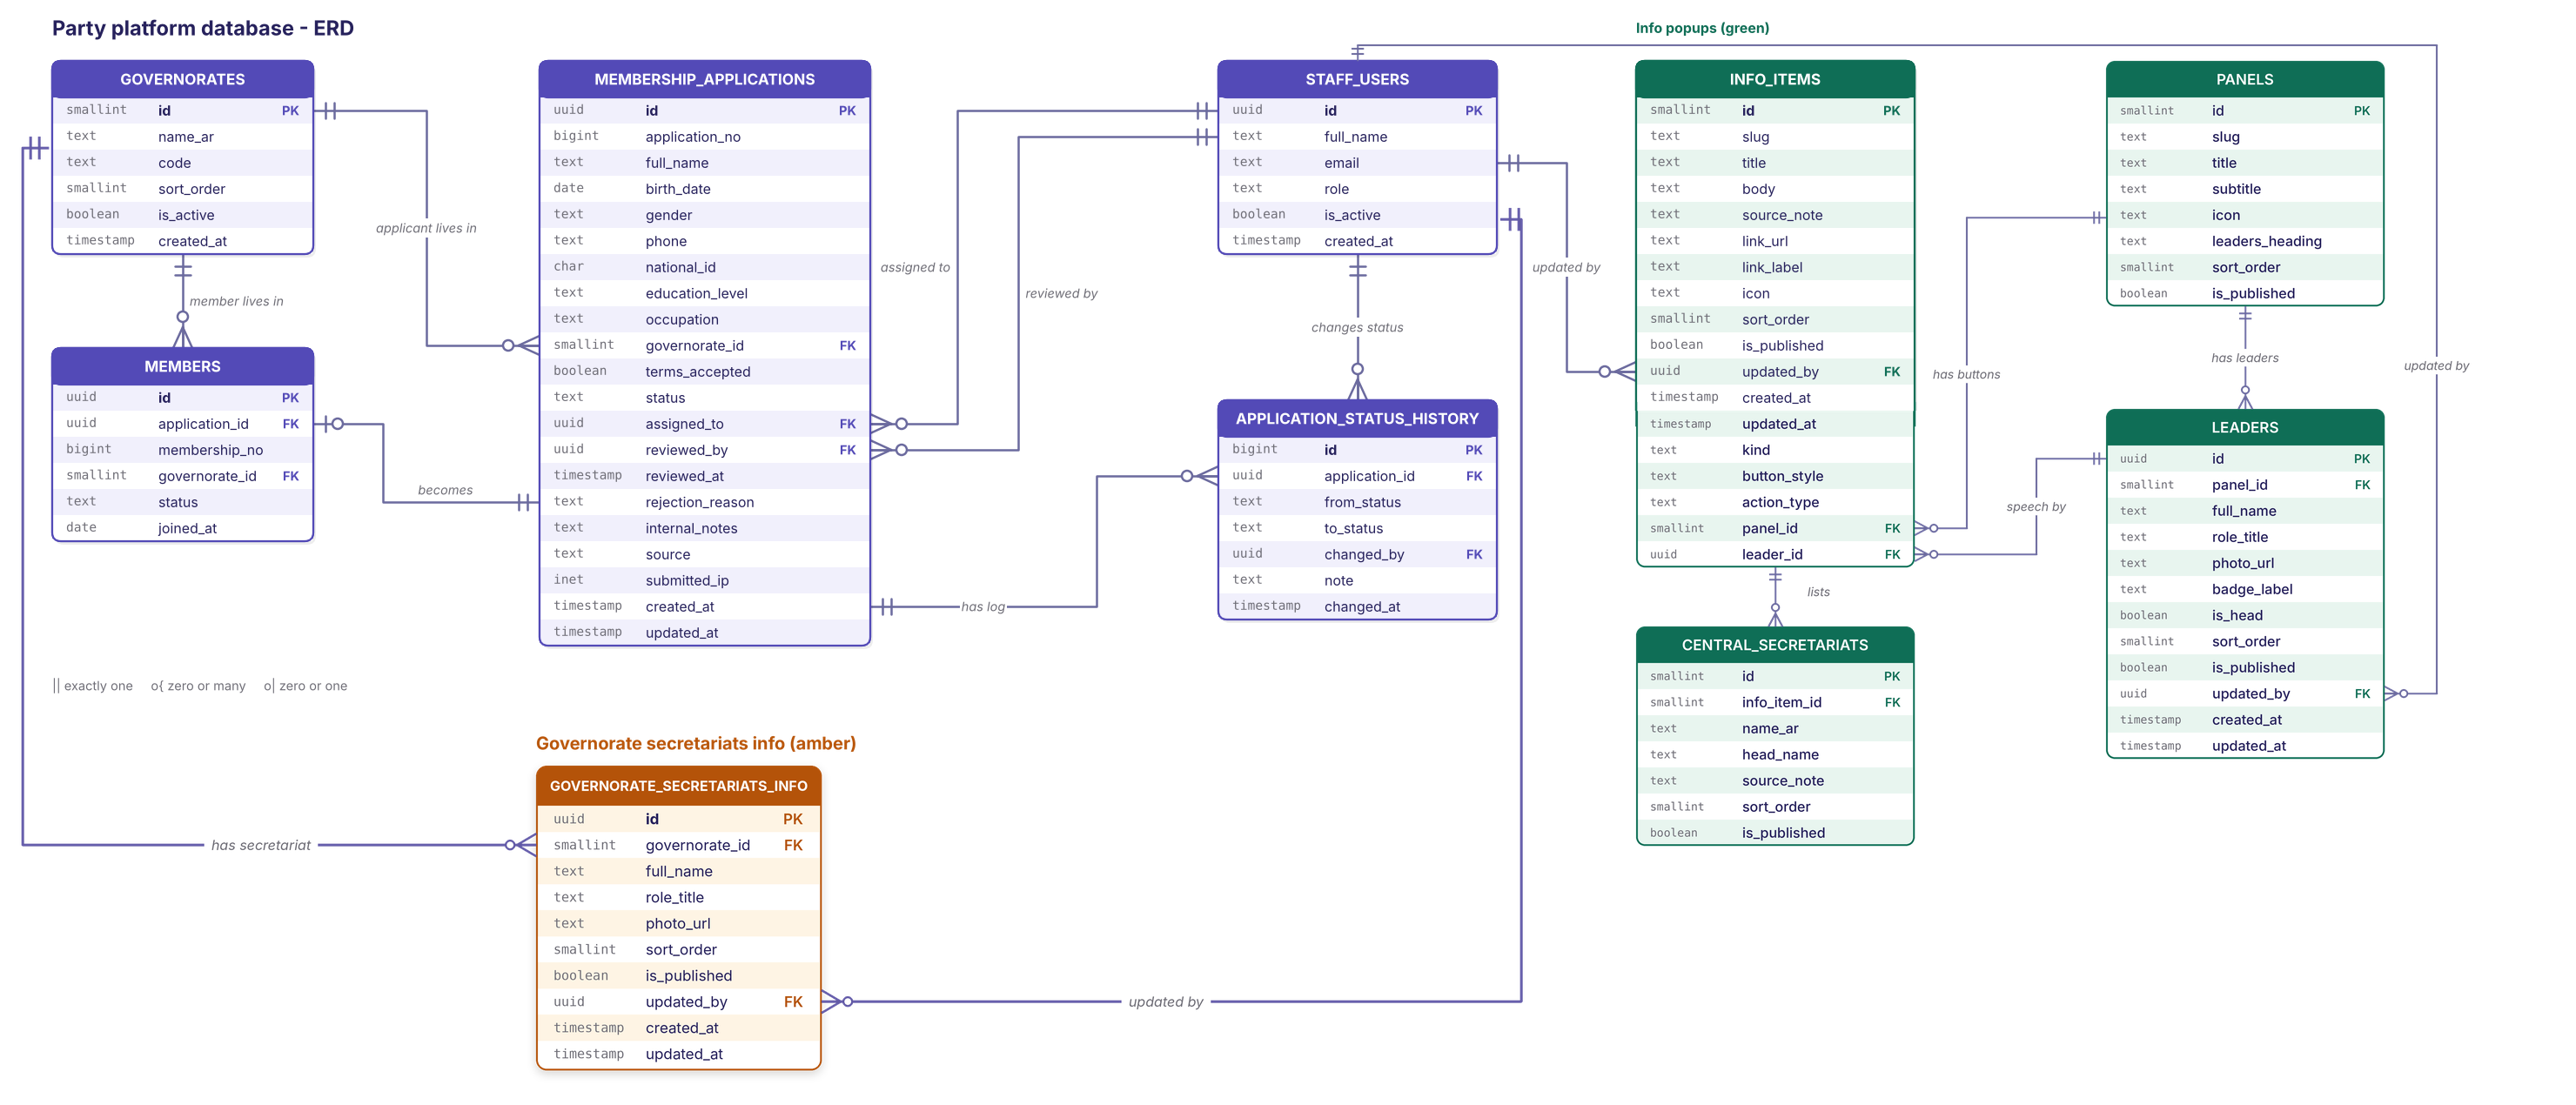 Party platform database - ERD
Info popups (green)
GOVERNORATES
smallint id PK
text name_ar
text code
smallint sort_order
boolean is_active
timestamp created_at
member lives in
MEMBERS
uuid id PK
uuid application_id FK
bigint membership_no
smallint governorate_id FK
text status
date joined_at
applicant lives in
becomes
MEMBERSHIP_APPLICATIONS
uuid id PK
bigint application_no
text full_name
date birth_date
text gender
text phone
char national_id
text education_level
text occupation
smallint governorate_id FK
boolean terms_accepted
text status
uuid assigned_to FK
uuid reviewed_by FK
timestamp reviewed_at
text rejection_reason
text internal_notes
text source
inet submitted_ip
timestamp created_at
timestamp updated_at
assigned to
reviewed by
has log
STAFF_USERS
uuid id PK
text full_name
text email
text role
boolean is_active
timestamp created_at
changes status
APPLICATION_STATUS_HISTORY
bigint id PK
uuid application_id FK
text from_status
text to_status
uuid changed_by FK
text note
timestamp changed_at
updated by
INFO_ITEMS
smallint id PK
text slug
text title
text body
text source_note
text link_url
text link_label
text icon
smallint sort_order
boolean is_published
uuid updated_by FK
timestamp created_at
timestamp updated_at
text kind
text button_style
text action_type
smallint panel_id FK
uuid leader_id FK
lists
CENTRAL_SECRETARIATS
smallint id PK
smallint info_item_id FK
text name_ar
text head_name
text source_note
smallint sort_order
boolean is_published
has buttons
speech by
PANELS
smallint id PK
text slug
text title
text subtitle
text icon
text leaders_heading
smallint sort_order
boolean is_published
has leaders
updated by
LEADERS
uuid id PK
smallint panel_id FK
text full_name
text role_title
text photo_url
text badge_label
boolean is_head
smallint sort_order
boolean is_published
uuid updated_by FK
timestamp created_at
timestamp updated_at
|| exactly one o{ zero or many o| zero or one
Governorate secretariats info (amber)
GOVERNORATE_SECRETARIATS_INFO
uuid id PK
smallint governorate_id FK
text full_name
text role_title
text photo_url
smallint sort_order
boolean is_published
uuid updated_by FK
timestamp created_at
timestamp updated_at
has secretariat
updated by